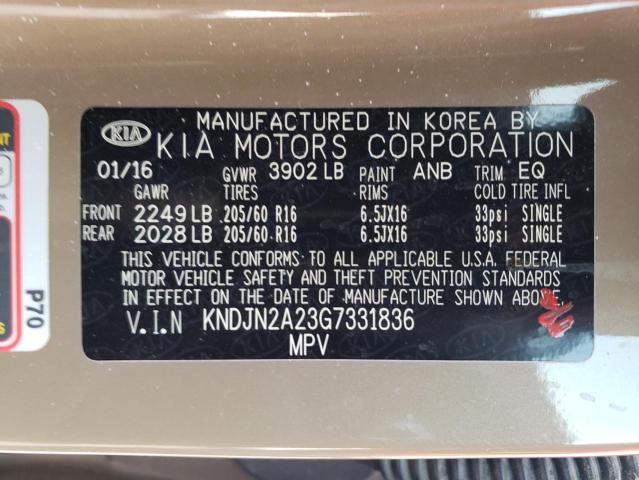 MANUFACTURED IN KOREA BY
KIA KIA MOTORS CORPORATION
01/16 GVWR 3902 LB PAINT ANB TRIM EQ
GAWR TIRES RIMS COLD TIRE INFL
FRONT 2249 LB 205/60 R16 6.5JX16 33psi SINGLE
REAR 2028 LB 205/60 R16 6.5JX16 33psi SINGLE
THIS VEHICLE CONFORMS TO ALL APPLICABLE U.S.A. FEDERAL
MOTOR VEHICLE SAFETY AND THEFT PREVENTION STANDARDS
IN EFFECT ON THE DATE OF MANUFACTURE SHOWN ABOVE.
V.I.N KNDJN2A23G7331836
MPV
P70